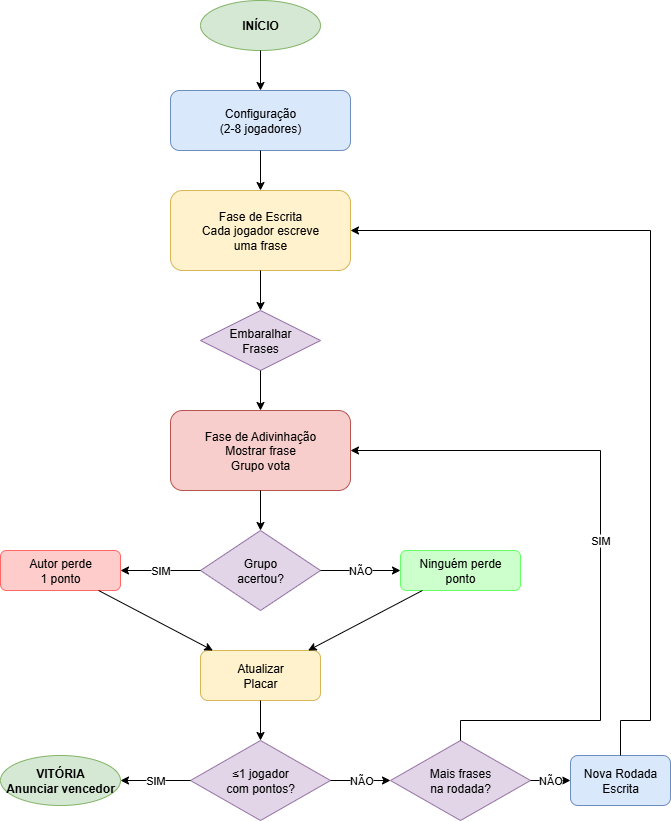 INÍCIO
Configuração
(2-8 jogadores)
Fase de Escrita
Cada jogador escreve
uma frase
Embaralhar
Frases
Fase de Adivinhação
Mostrar frase
Grupo vota
SIM
Autor perde
1 ponto
SIM
Grupo
acertou?
NÃO
Ninguém perde
ponto
Atualizar
Placar
VITÓRIA
Anunciar vencedor
SIM
≤1 jogador
com pontos?
NÃO
Mais frases
na rodada?
NÃO
Nova Rodada
Escrita